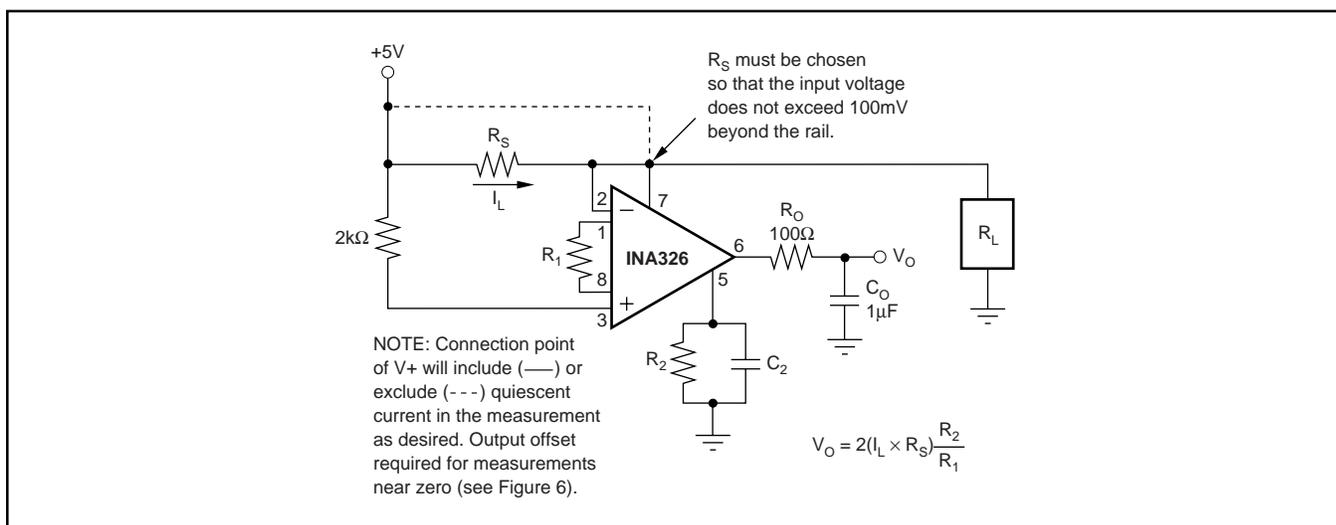 +5V
R_S must be chosen
so that the input voltage
does not exceed 100mV
beyond the rail.
R_S
I_L
2
7
−
R_O
100Ω
2kΩ
1
R_1
INA326
6
V_O
R_L
8
5
+
3
C_O
1µF
NOTE: Connection point
of V+ will include (—) or
exclude (- - -) quiescent
current in the measurement
as desired. Output offset
required for measurements
near zero (see Figure 6).
R_2
C_2
V_O = 2(I_L × R_S) R_2/R_1